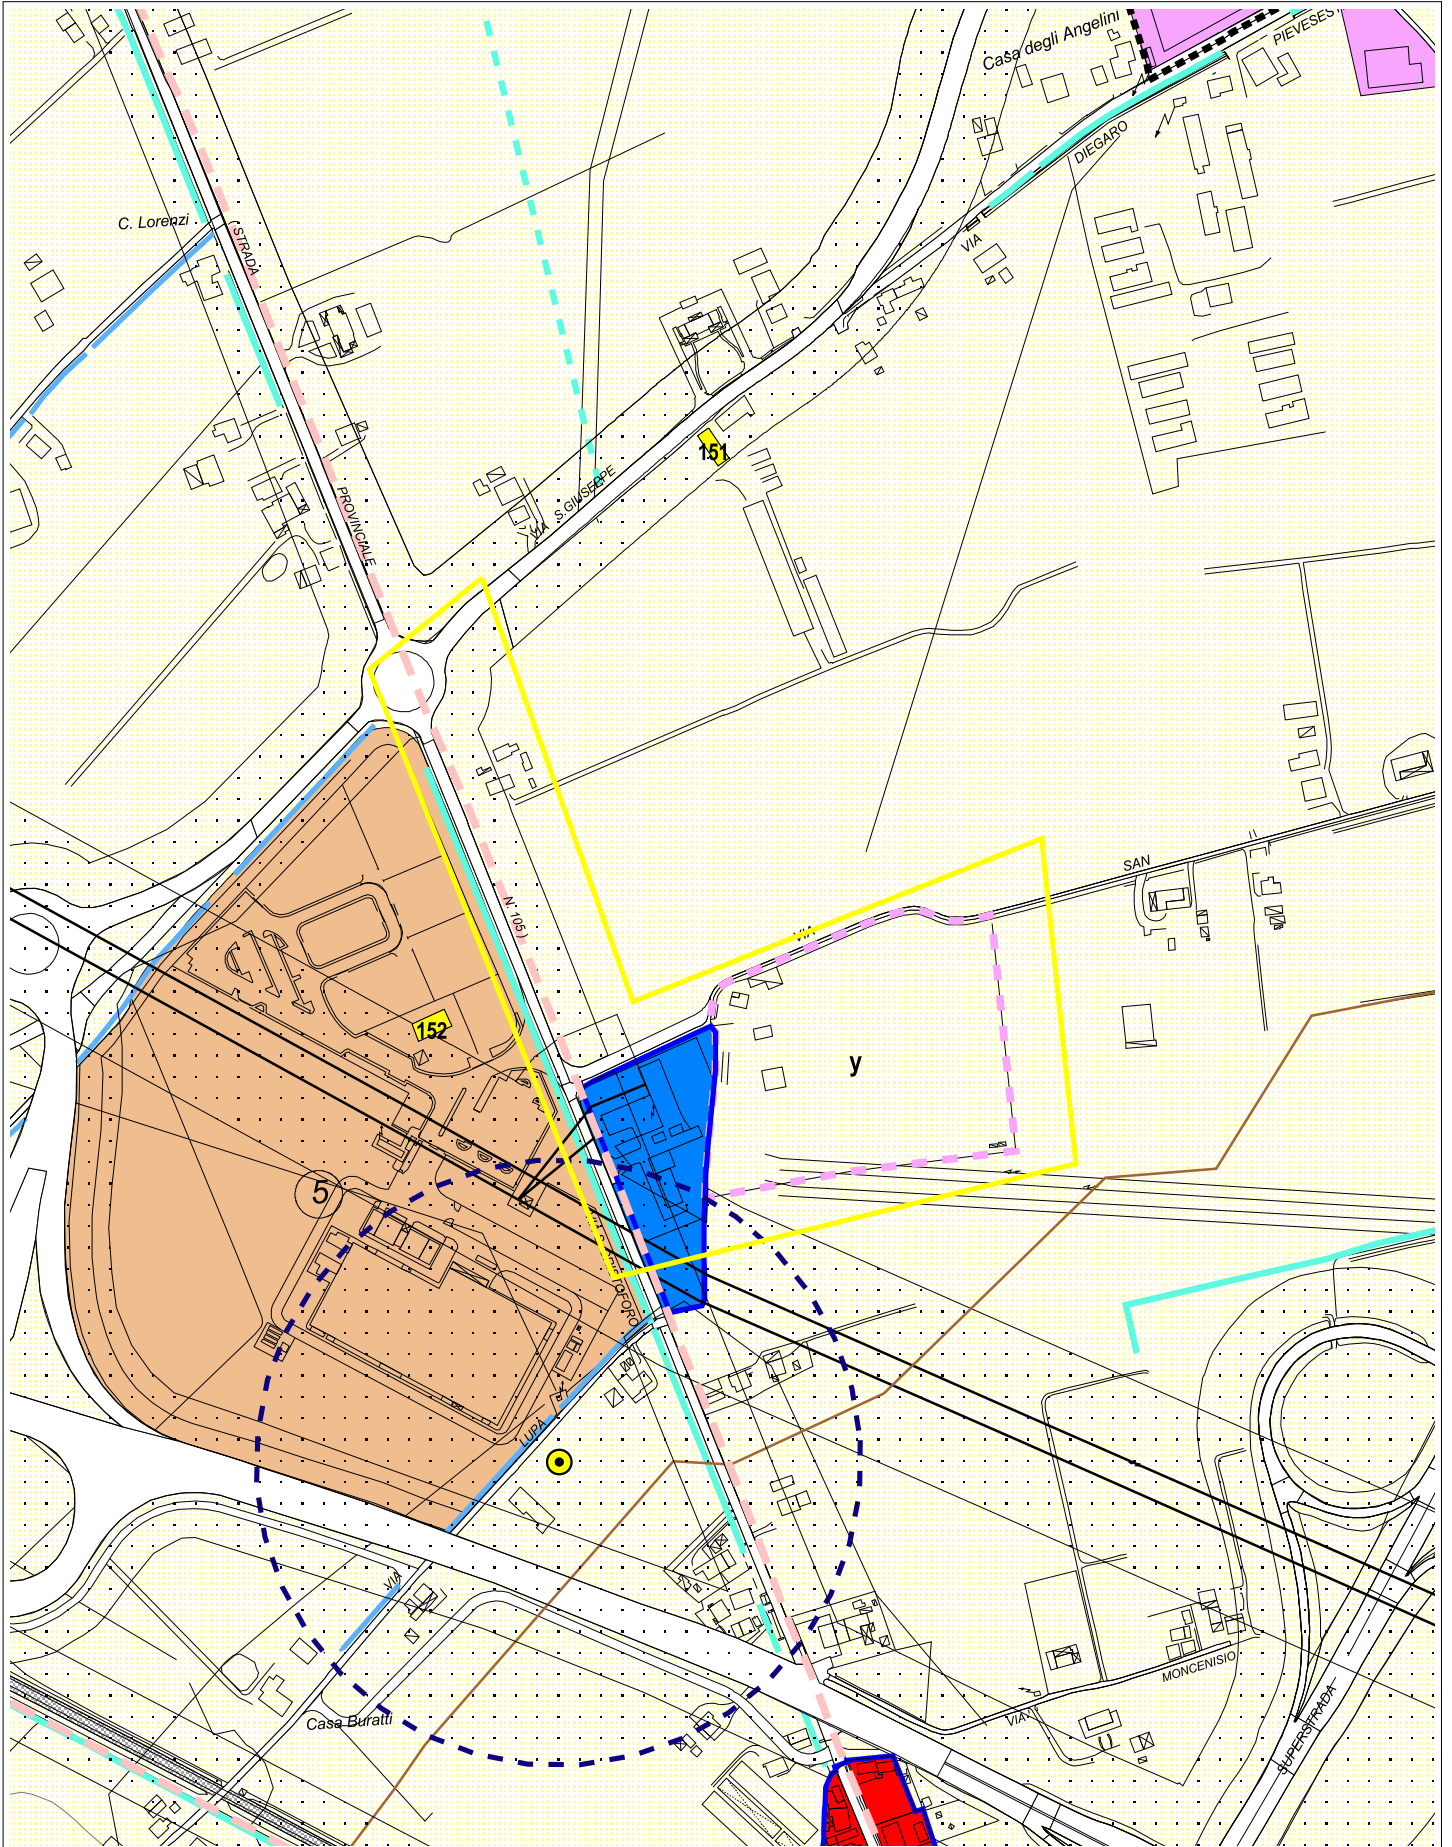 Casa degli Angelini
PIEVESES
DIEGARO
VIA
C. Lorenzi
STRADA
PROVINCIALE
VIA S.GIUSEPPE
151
SAN
VIA
N. 105 )
152
y
5
LUPA
VIA
Casa Buratti
VIA
MONCENISIO
SUPERSTRADA